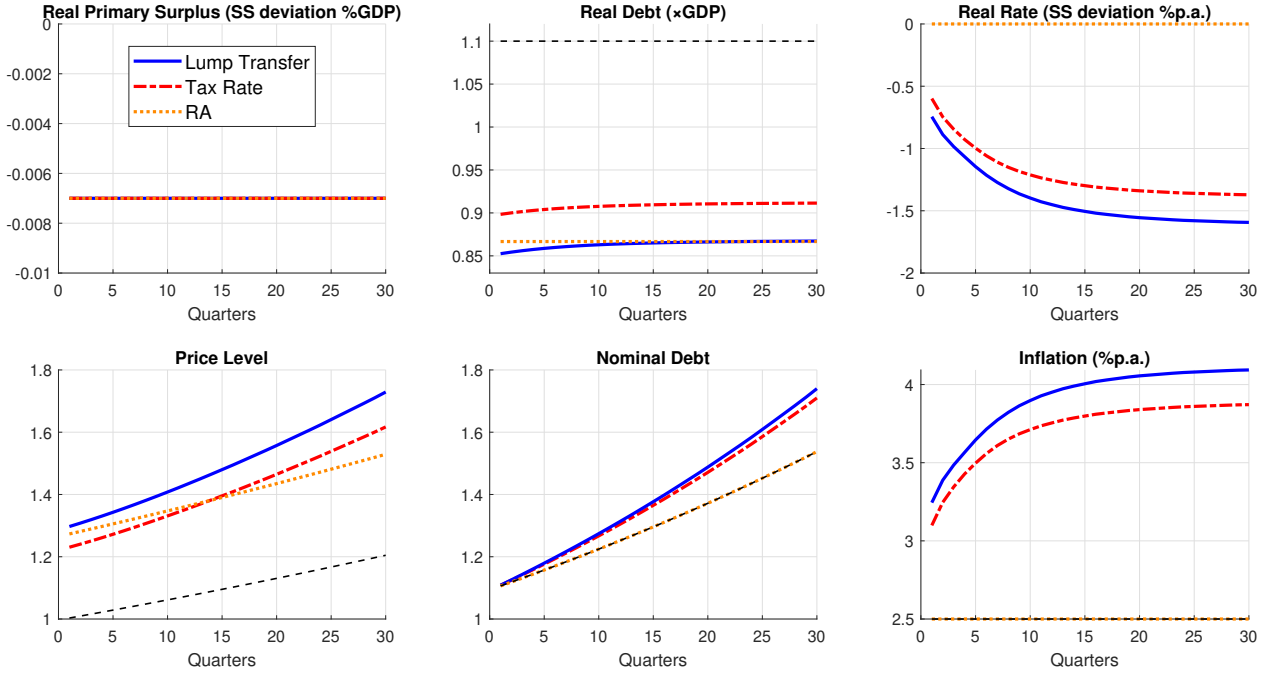 Real Primary Surplus (SS deviation %GDP)
0
-0.002
-0.004
-0.006
-0.008
-0.01
Lump Transfer
Tax Rate
RA
0 5 10 15 20 25 30
Quarters
Real Debt (×GDP)
1.1
1.05
1
0.95
0.9
0.85
0 5 10 15 20 25 30
Quarters
Real Rate (SS deviation %p.a.)
0
-0.5
-1
-1.5
-2
0 5 10 15 20 25 30
Quarters
Price Level
1.8
1.6
1.4
1.2
1
0 5 10 15 20 25 30
Quarters
Nominal Debt
1.8
1.6
1.4
1.2
1
0 5 10 15 20 25 30
Quarters
Inflation (%p.a.)
4
3.5
3
2.5
0 5 10 15 20 25 30
Quarters